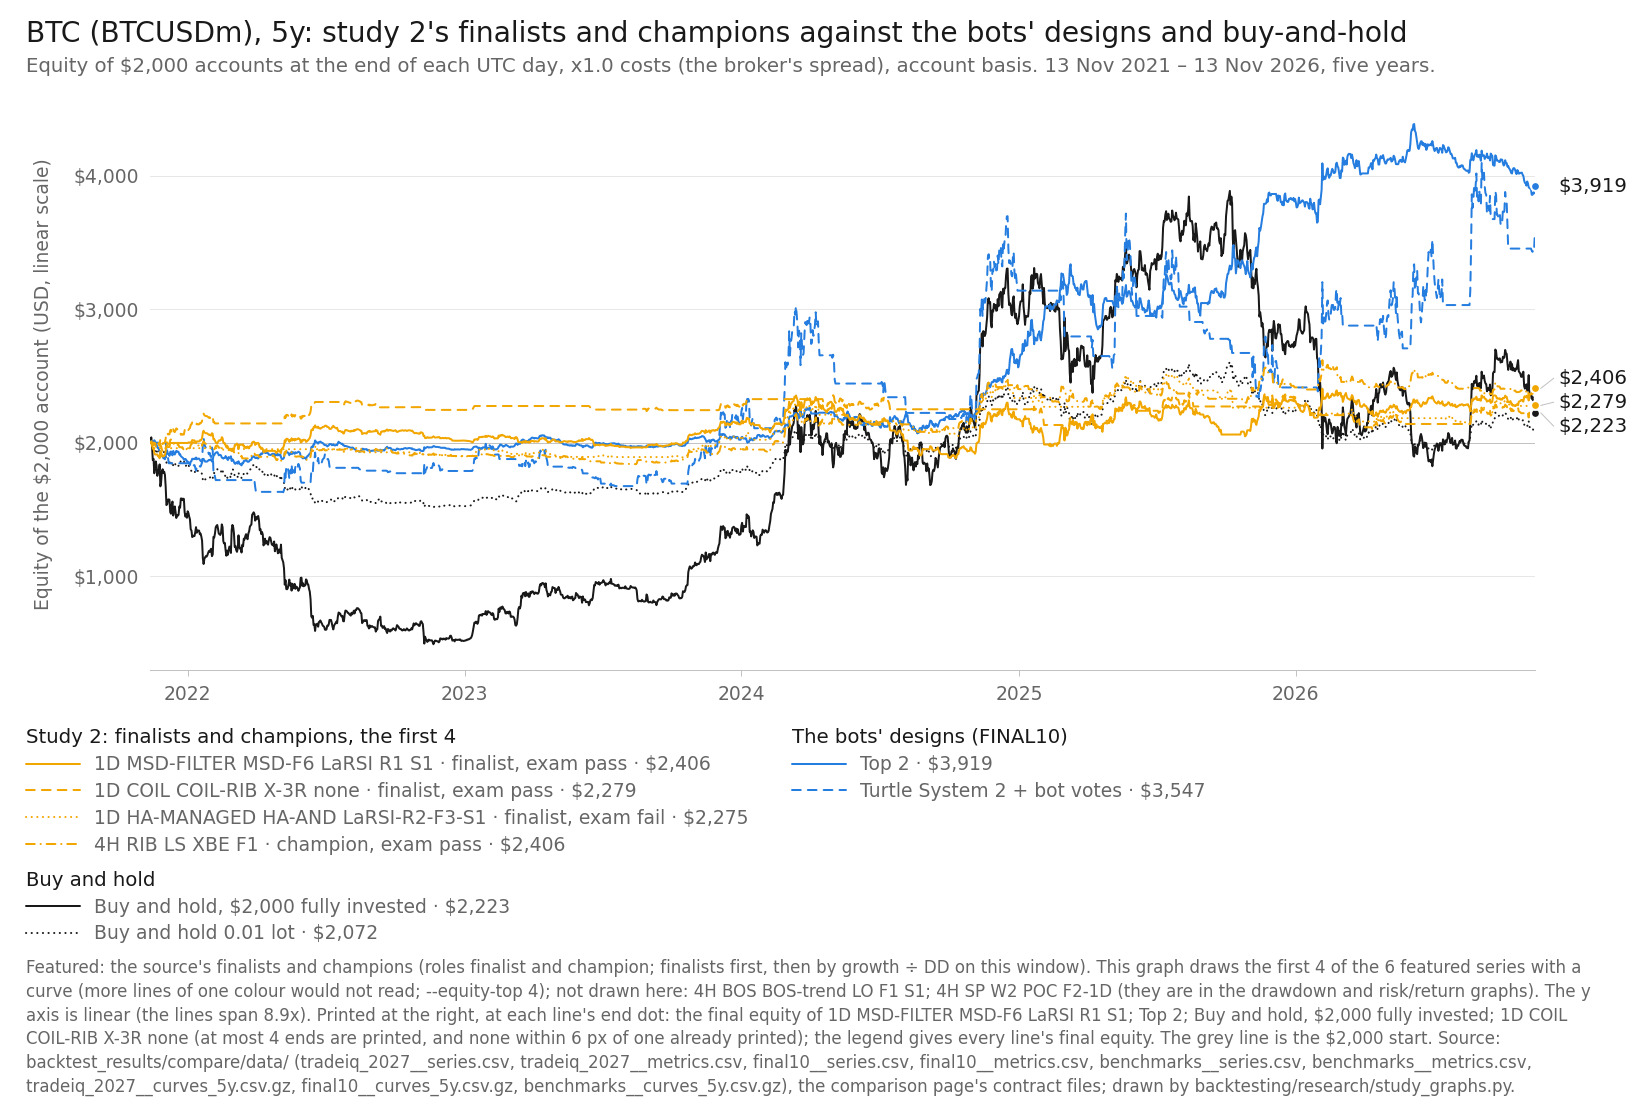 BTC (BTCUSDm), 5y: study 2's finalists and champions against the bots' designs and buy-and-hold
Equity of $2,000 accounts at the end of each UTC day, x1.0 costs (the broker's spread), account basis. 13 Nov 2021 – 13 Nov 2026, five years.
Equity of the $2,000 account (USD, linear scale)
$4,000
$3,000
$2,000
$1,000
$3,919
$2,406
$2,279
$2,223
2022
2023
2024
2025
2026
Study 2: finalists and champions, the first 4
1D MSD-FILTER MSD-F6 LaRSI R1 S1 · finalist, exam pass · $2,406
1D COIL COIL-RIB X-3R none · finalist, exam pass · $2,279
1D HA-MANAGED HA-AND LaRSI-R2-F3-S1 · finalist, exam fail · $2,275
4H RIB LS XBE F1 · champion, exam pass · $2,406
The bots' designs (FINAL10)
Top 2 · $3,919
Turtle System 2 + bot votes · $3,547
Buy and hold
Buy and hold, $2,000 fully invested · $2,223
Buy and hold 0.01 lot · $2,072
Featured: the source's finalists and champions (roles finalist and champion; finalists first, then by growth ÷ DD on this window). This graph draws the first 4 of the 6 featured series with a
curve (more lines of one colour would not read; --equity-top 4); not drawn here: 4H BOS BOS-trend LO F1 S1; 4H SP W2 POC F2-1D (they are in the drawdown and risk/return graphs). The y
axis is linear (the lines span 8.9x). Printed at the right, at each line's end dot: the final equity of 1D MSD-FILTER MSD-F6 LaRSI R1 S1; Top 2; Buy and hold, $2,000 fully invested; 1D COIL
COIL-RIB X-3R none (at most 4 ends are printed, and none within 6 px of one already printed); the legend gives every line's final equity. The grey line is the $2,000 start. Source:
backtest_results/compare/data/ (tradeiq_2027__series.csv, tradeiq_2027__metrics.csv, final10__series.csv, final10__metrics.csv, benchmarks__series.csv, benchmarks__metrics.csv,
tradeiq_2027__curves_5y.csv.gz, final10__curves_5y.csv.gz, benchmarks__curves_5y.csv.gz), the comparison page's contract files; drawn by backtesting/research/study_graphs.py.